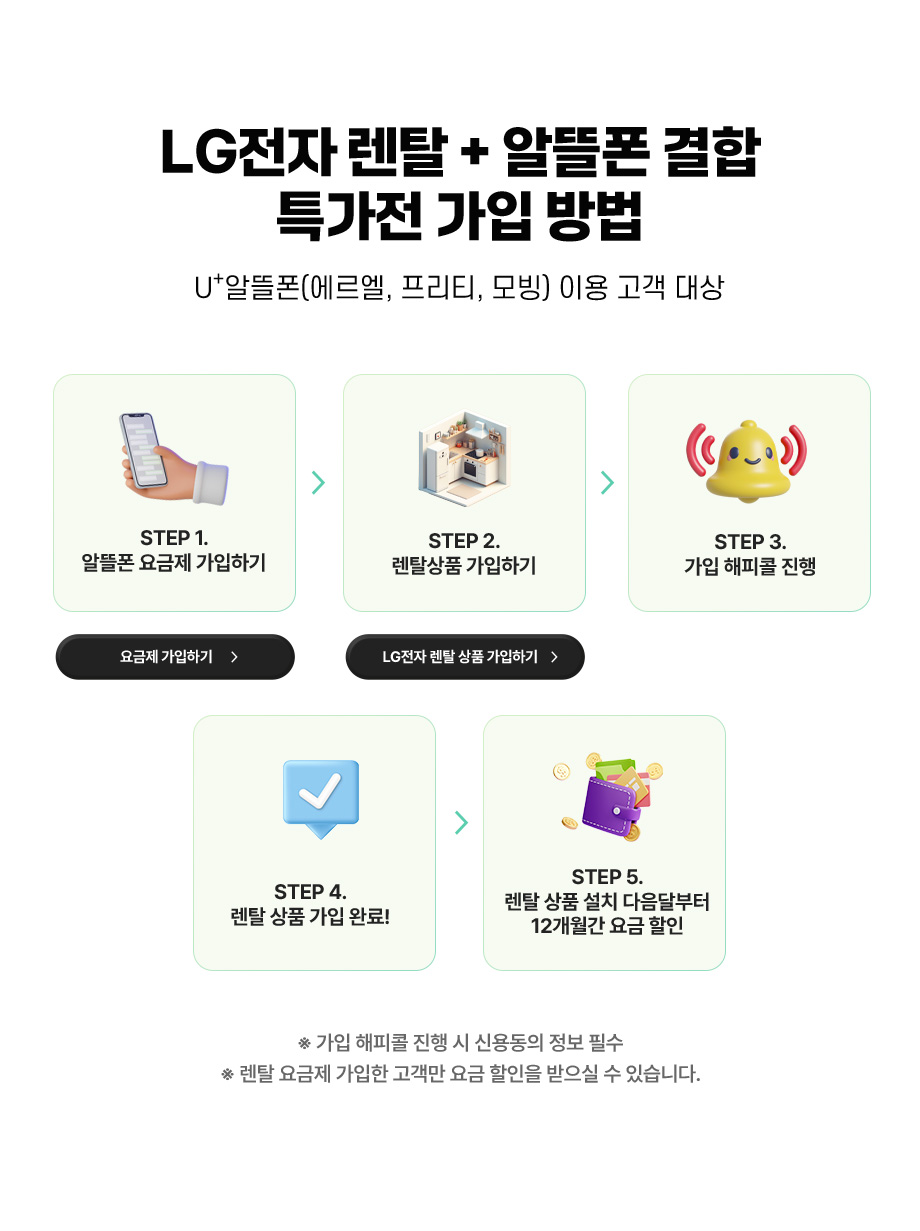 LG전자 렌탈 + 알뜰폰 결합
특가전 가입 방법
U⁺알뜰폰(에르엘, 프리티, 모빙) 이용 고객 대상
STEP 1.
알뜰폰 요금제 가입하기
STEP 2.
렌탈상품 가입하기
STEP 3.
가입 해피콜 진행
요금제 가입하기 >
LG전자 렌탈 상품 가입하기 >
STEP 4.
렌탈 상품 가입 완료!
STEP 5.
렌탈 상품 설치 다음달부터
12개월간 요금 할인
※ 가입 해피콜 진행 시 신용동의 정보 필수
※ 렌탈 요금제 가입한 고객만 요금 할인을 받으실 수 있습니다.